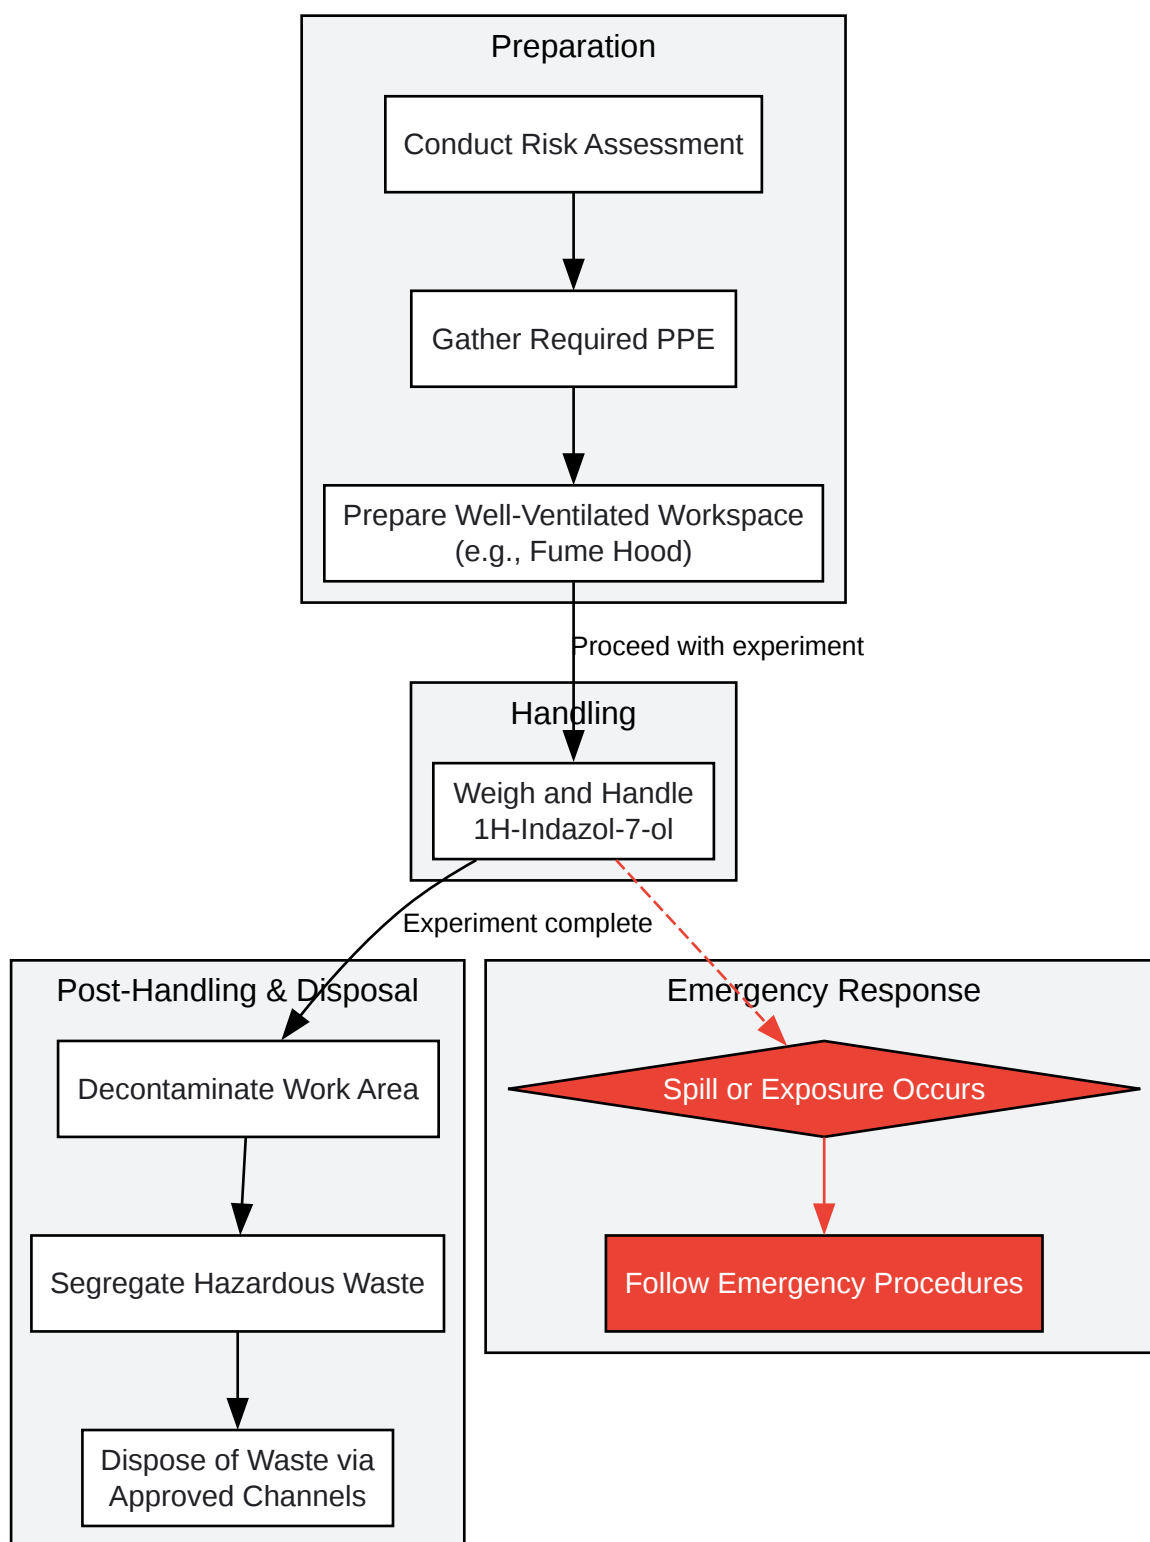 Preparation
Conduct Risk Assessment
Gather Required PPE
Prepare Well-Ventilated Workspace
(e.g., Fume Hood)
Proceed with experiment
Handling
Weigh and Handle
1H-Indazol-7-ol
Experiment complete
Post-Handling & Disposal
Decontaminate Work Area
Segregate Hazardous Waste
Dispose of Waste via
Approved Channels
Emergency Response
Spill or Exposure Occurs
Follow Emergency Procedures